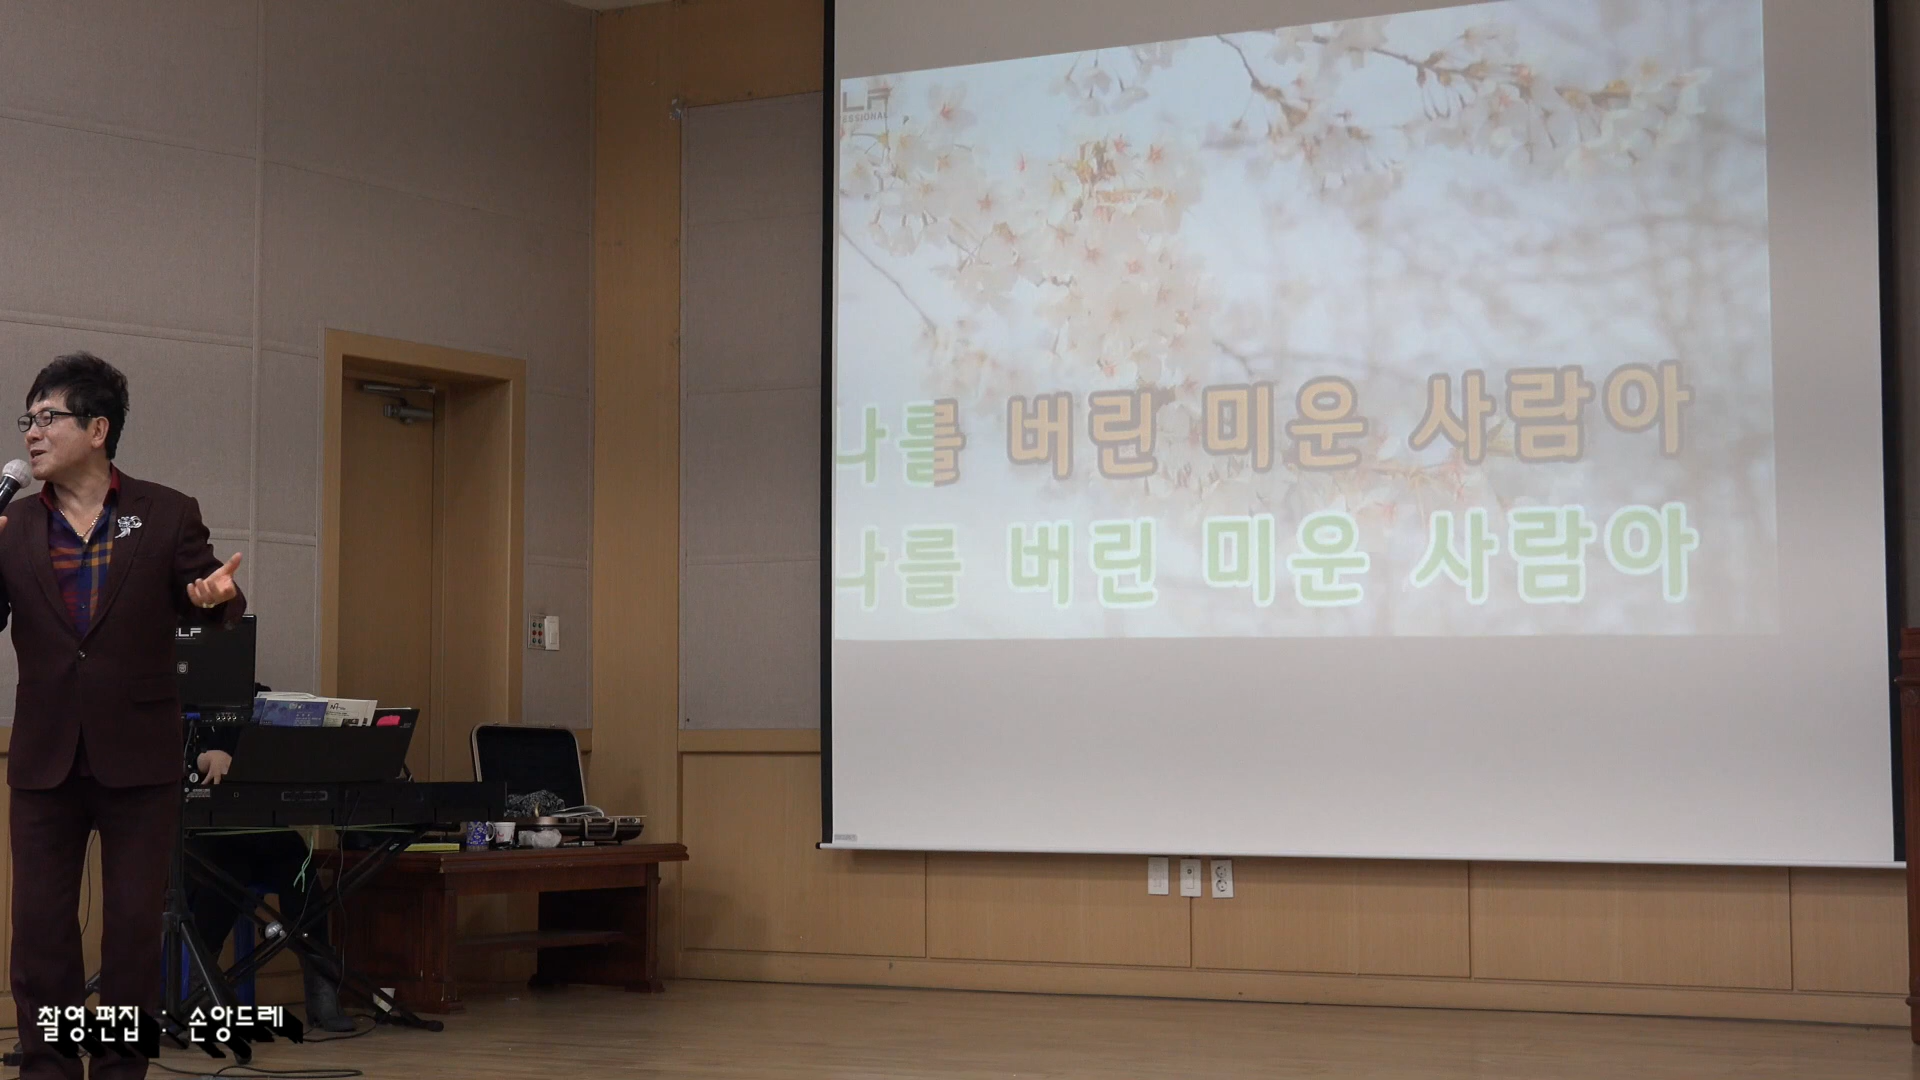 나를 버린 미운 사람아
나를 버린 미운 사람아
촬영.편집 : 손앙드레